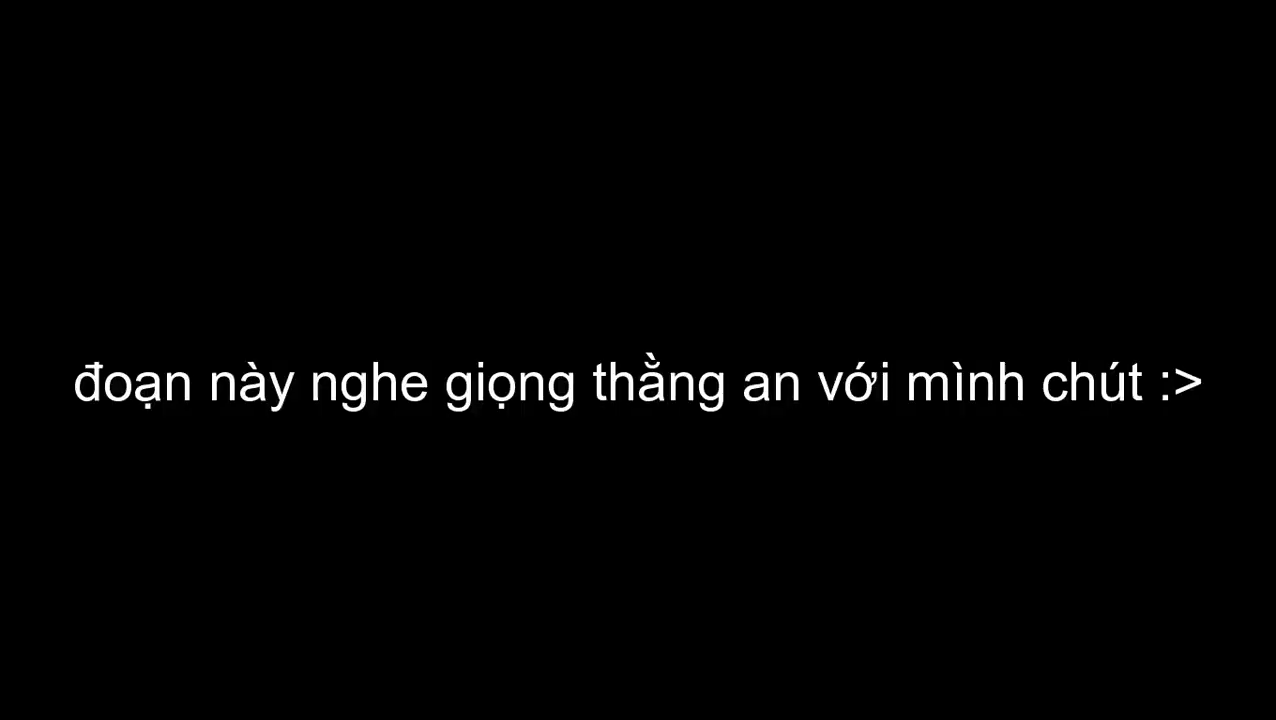 đoạn này nghe giọng thằng an với mình chút :>